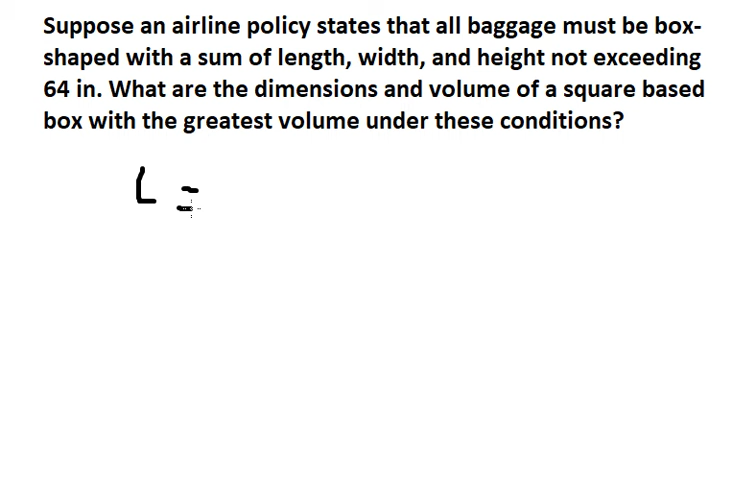 Suppose an airline policy states that all baggage must be box-
shaped with a sum of length, width, and height not exceeding
64 in. What are the dimensions and volume of a square based
box with the greatest volume under these conditions?
L =